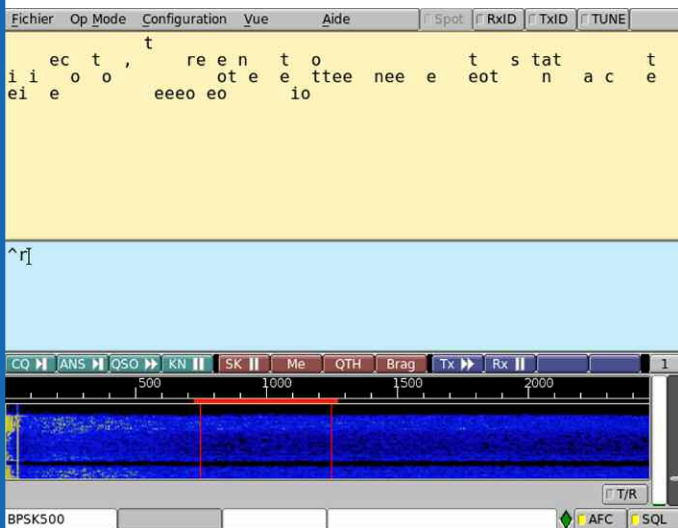 Fichier Op Mode Configuration Vue Aide Spot RxID TxID TUNE
t
ec t , re e n t o t s tat t
i i o o ot e e ttee nee e eot n a c e
ei e eeeo eo io
^r
CQ ANS QSO KN SK Me QTH Brag Tx Rx 1
500 1000 1500 2000
T/R
BPSK500 AFC SQL